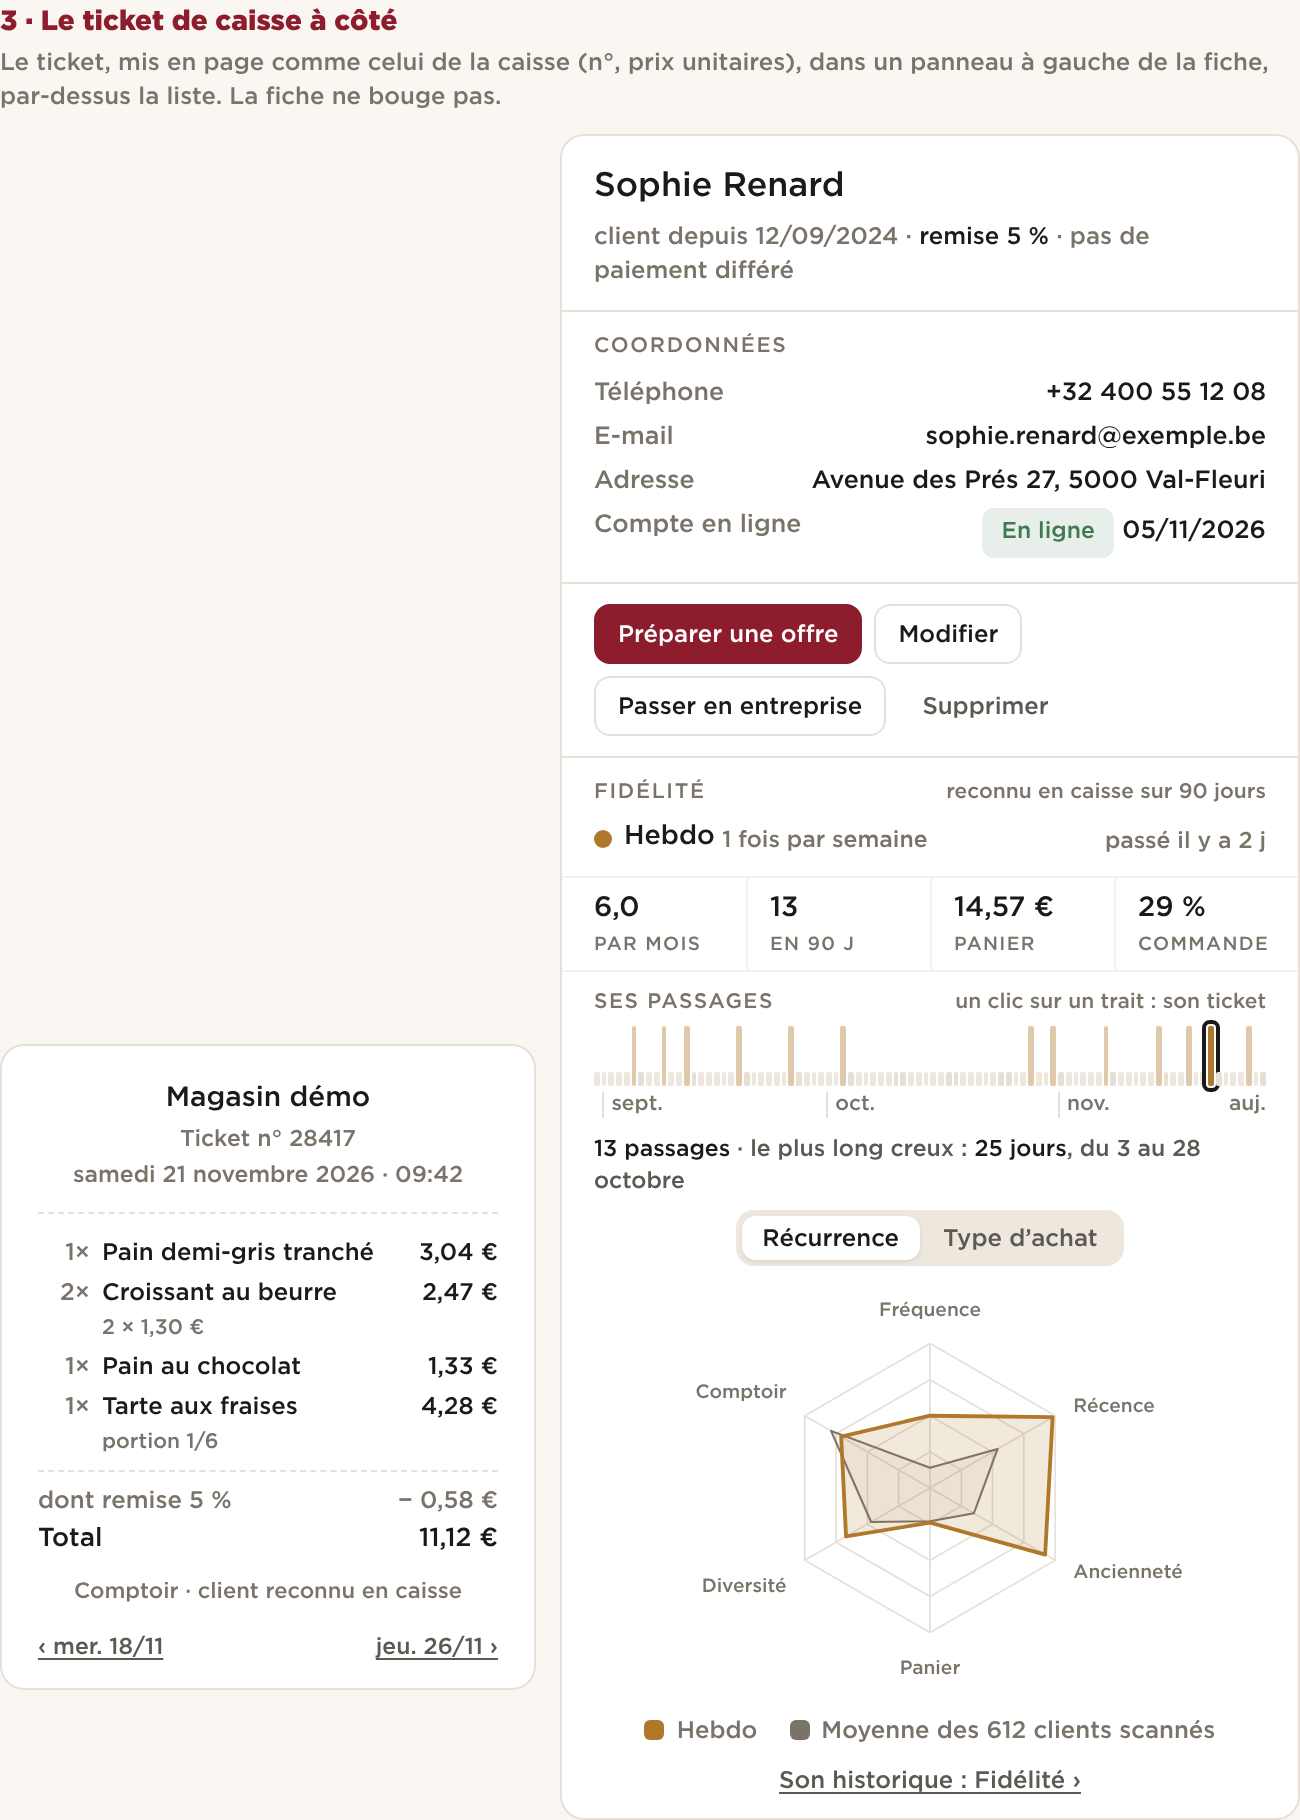 3 · Le ticket de caisse à côté
Le ticket, mis en page comme celui de la caisse (n°, prix unitaires), dans un panneau à gauche de la fiche,
par-dessus la liste. La fiche ne bouge pas.
Sophie Renard
client depuis 12/09/2024 · remise 5 % · pas de
paiement différé
COORDONNÉES
Téléphone +32 400 55 12 08
E-mail sophie.renard@exemple.be
Adresse Avenue des Prés 27, 5000 Val-Fleuri
Compte en ligne En ligne 05/11/2026
Préparer une offre Modifier
Passer en entreprise Supprimer
FIDÉLITÉ reconnu en caisse sur 90 jours
Hebdo 1 fois par semaine passé il y a 2 j
6,0 13 14,57 € 29 %
PAR MOIS EN 90 J PANIER COMMANDE
SES PASSAGES un clic sur un trait : son ticket
sept. oct. nov. auj.
13 passages · le plus long creux : 25 jours, du 3 au 28
octobre
Récurrence Type d’achat
Fréquence
Comptoir
Récence
Ancienneté
Diversité
Panier
Hebdo Moyenne des 612 clients scannés
Son historique : Fidélité ›
Magasin démo
Ticket n° 28417
samedi 21 novembre 2026 · 09:42
1× Pain demi-gris tranché 3,04 €
2× Croissant au beurre 2,47 €
2 × 1,30 €
1× Pain au chocolat 1,33 €
1× Tarte aux fraises 4,28 €
portion 1/6
dont remise 5 % − 0,58 €
Total 11,12 €
Comptoir · client reconnu en caisse
‹ mer. 18/11 jeu. 26/11 ›